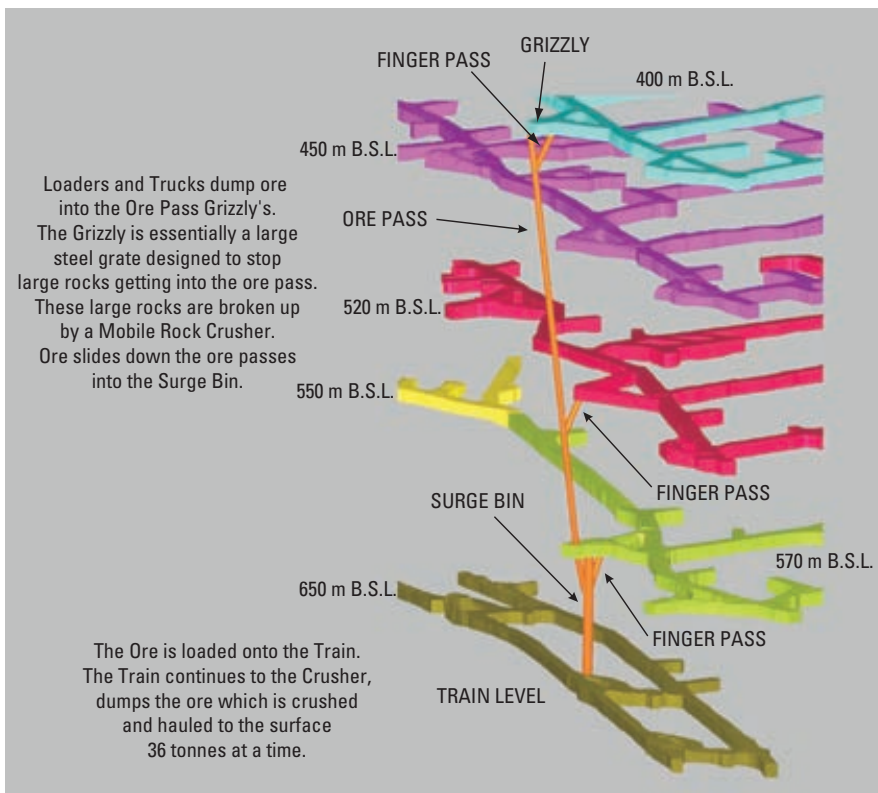 GRIZZLY
FINGER PASS
400 m B.S.L.
450 m B.S.L.
Loaders and Trucks dump ore
into the Ore Pass Grizzly's.
The Grizzly is essentially a large
steel grate designed to stop
large rocks getting into the ore pass.
These large rocks are broken up
by a Mobile Rock Crusher.
Ore slides down the ore passes
into the Surge Bin.
ORE PASS
520 m B.S.L.
550 m B.S.L.
FINGER PASS
SURGE BIN
570 m B.S.L.
650 m B.S.L.
FINGER PASS
The Ore is loaded onto the Train.
The Train continues to the Crusher,
dumps the ore which is crushed
and hauled to the surface
36 tonnes at a time.
TRAIN LEVEL